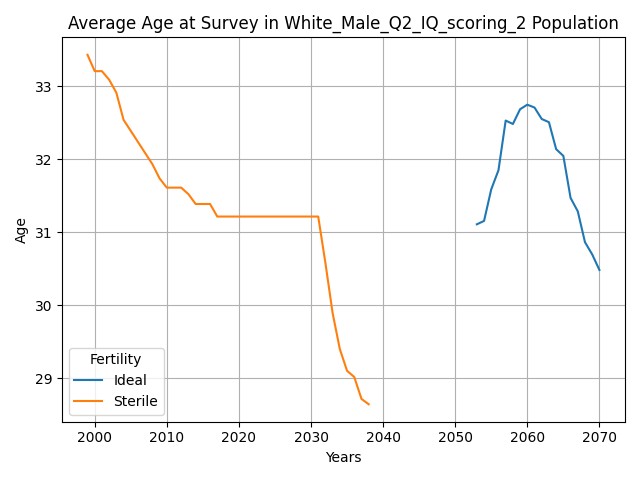 Average Age at Survey in White_Male_Q2_IQ_scoring_2 Population
Age
33
32
31
30
29
Fertility
Ideal
Sterile
2000 2010 2020 2030 2040 2050 2060 2070
Years